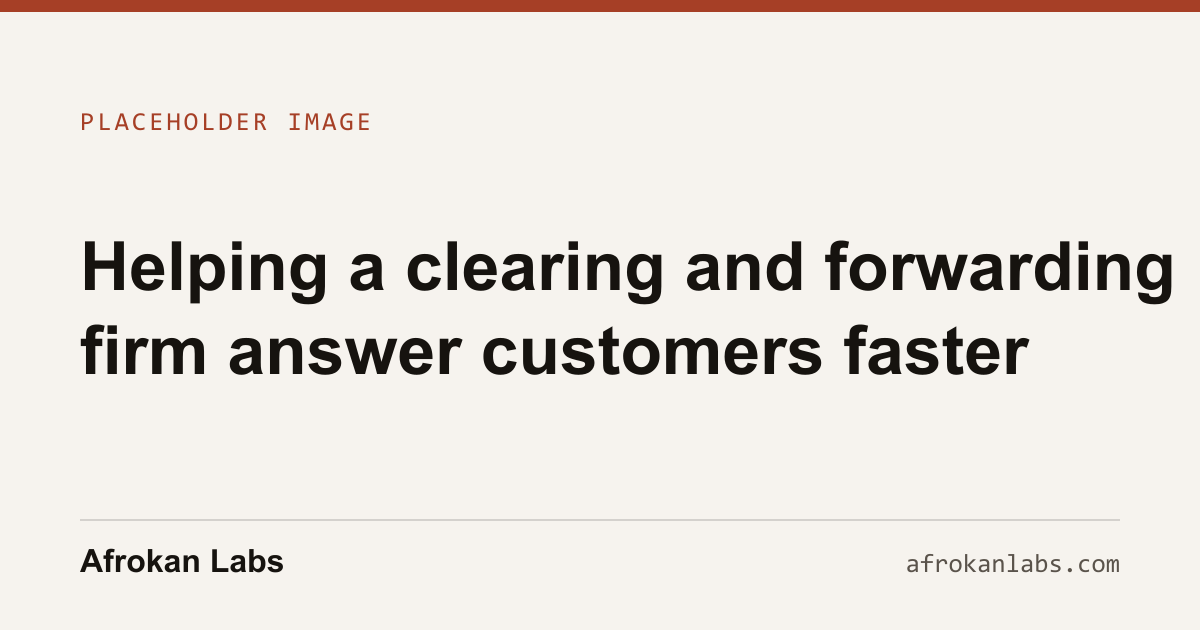 PLACEHOLDER IMAGE
Helping a clearing and forwarding
firm answer customers faster
Afrokan Labs
afrokanlabs.com